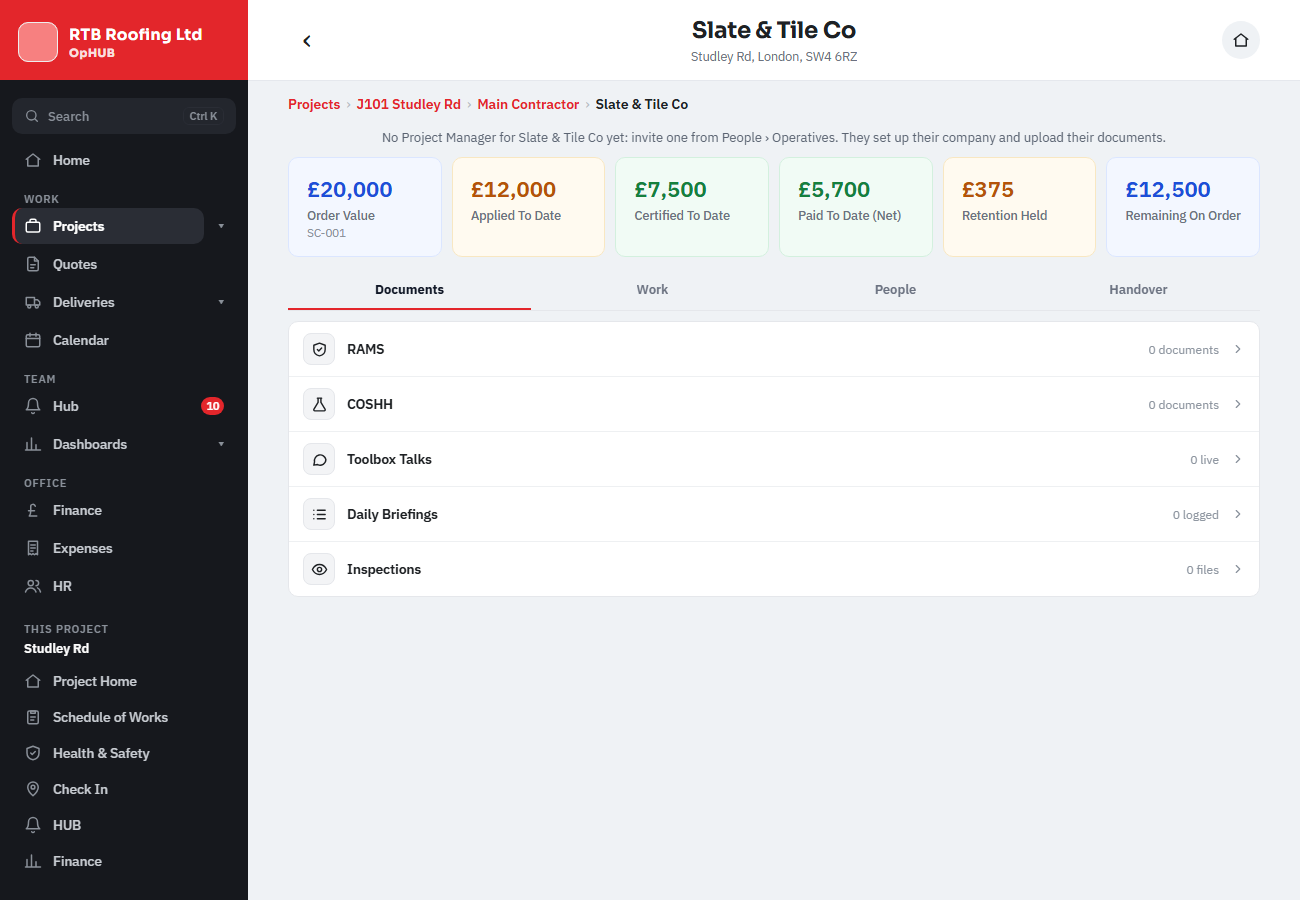 RTB Roofing Ltd
OpHUB
Search
Ctrl K
Home
WORK
Projects
Quotes
Deliveries
Calendar
TEAM
Hub
10
Dashboards
OFFICE
Finance
Expenses
HR
THIS PROJECT
Studley Rd
Project Home
Schedule of Works
Health & Safety
Check In
HUB
Finance
Slate & Tile Co
Studley Rd, London, SW4 6RZ
Projects › J101 Studley Rd › Main Contractor › Slate & Tile Co
No Project Manager for Slate & Tile Co yet: invite one from People › Operatives. They set up their company and upload their documents.
£20,000
Order Value
SC-001
£12,000
Applied To Date
£7,500
Certified To Date
£5,700
Paid To Date (Net)
£375
Retention Held
£12,500
Remaining On Order
Documents
Work
People
Handover
RAMS
0 documents
COSHH
0 documents
Toolbox Talks
0 live
Daily Briefings
0 logged
Inspections
0 files